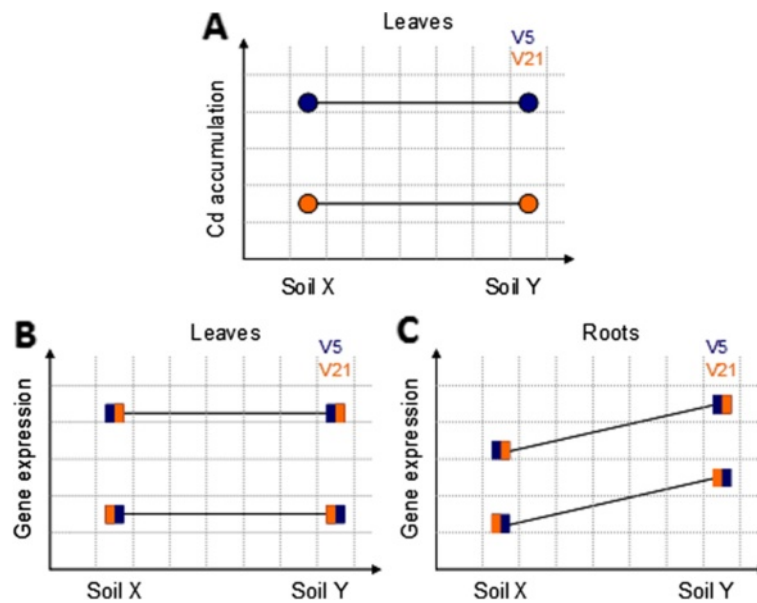 A
Leaves
V5
V21
Cd accumulation
Soil X
Soil Y
B
Leaves
V5
V21
Gene expression
Soil X
Soil Y
C
Roots
V5
V21
Gene expression
Soil X
Soil Y